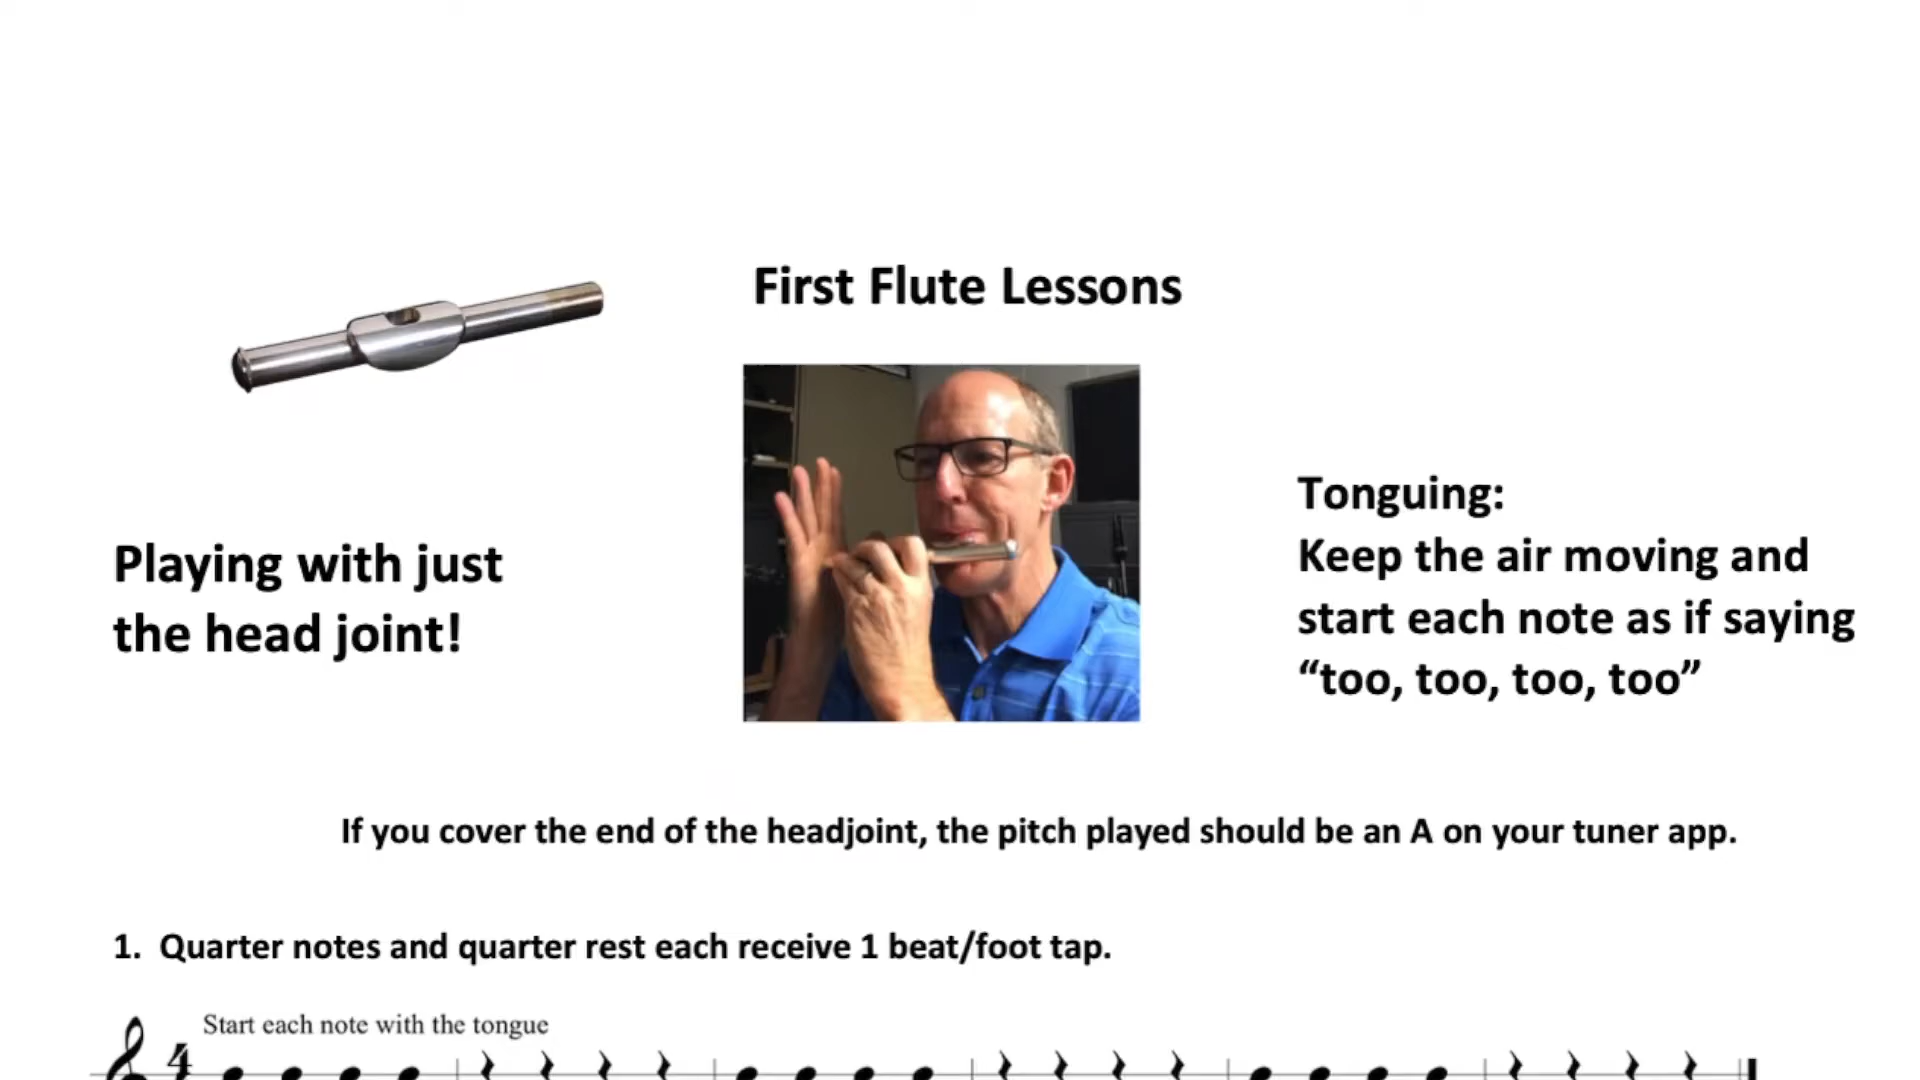 First Flute Lessons
Playing with just
the head joint!
Tonguing:
Keep the air moving and
start each note as if saying
“too, too, too, too”
If you cover the end of the headjoint, the pitch played should be an A on your tuner app.
1. Quarter notes and quarter rest each receive 1 beat/foot tap.
Start each note with the tongue
4